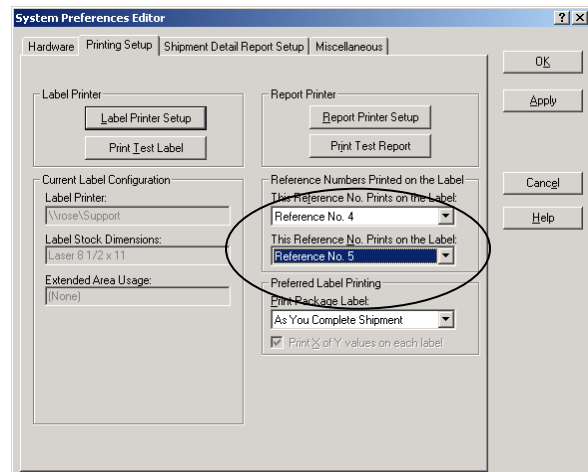 System Preferences Editor
Hardware Printing Setup Shipment Detail Report Setup Miscellaneous
OK
Apply
Cancel
Help
Label Printer
Label Printer Setup
Print Test Label
Report Printer
Report Printer Setup
Print Test Report
Current Label Configuration
Label Printer:
\\rose\Support
Label Stock Dimensions:
Laser 8 1/2 x 11
Extended Area Usage:
(None)
Reference Numbers Printed on the Label
This Reference No. Prints on the Label:
Reference No. 4
This Reference No. Prints on the Label:
Reference No. 5
Preferred Label Printing
Print Package Label:
As You Complete Shipment
Print X of Y values on each label